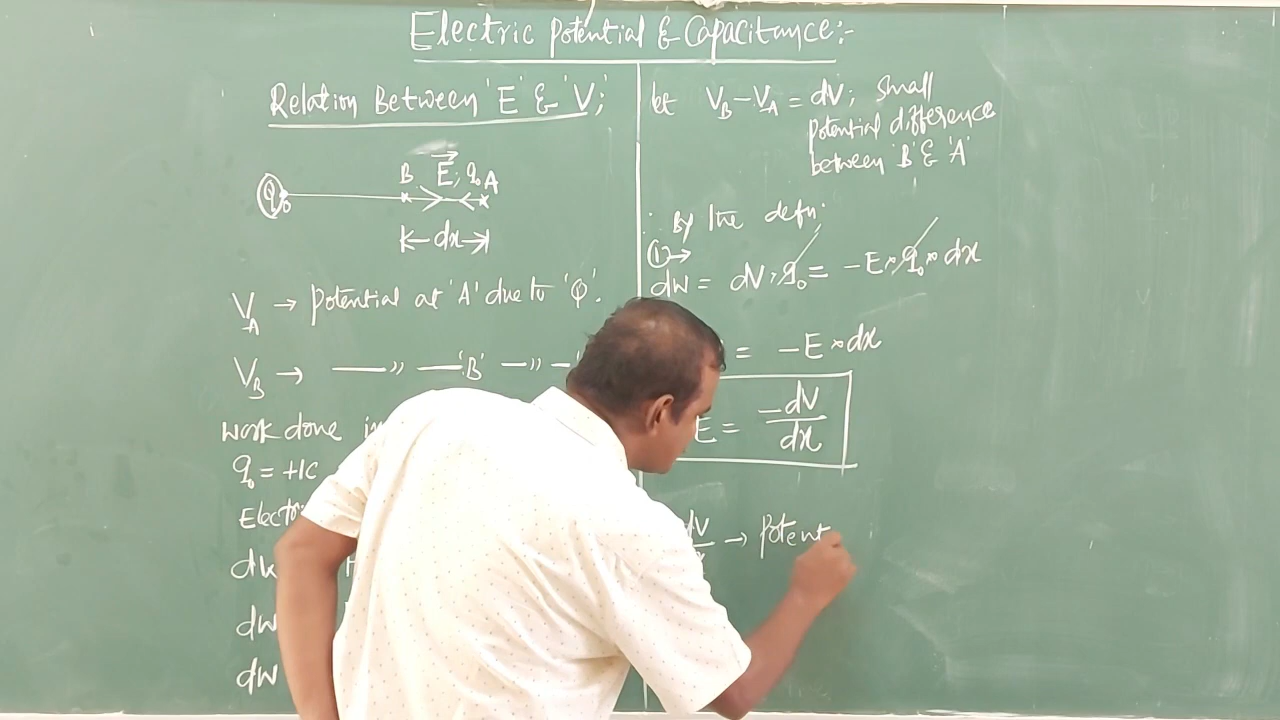 Electric Potential & Capacitance:-
Relation Between 'E' & 'V';
Q
B E; q₀ A
dx
V_A → potential at 'A' due to 'Q'.
V_B → —〃 — 'B' —〃 —
work done in
q₀ = +1C
Electri
dw
dw
dw
let V_B - V_A = dV; small
potential difference
between 'B' & 'A'
∴ By the defn:
①→
dw = dV × q₀ = -E × q₀ × dx
= -E × dx
E = -dV/dx
dV → Potent